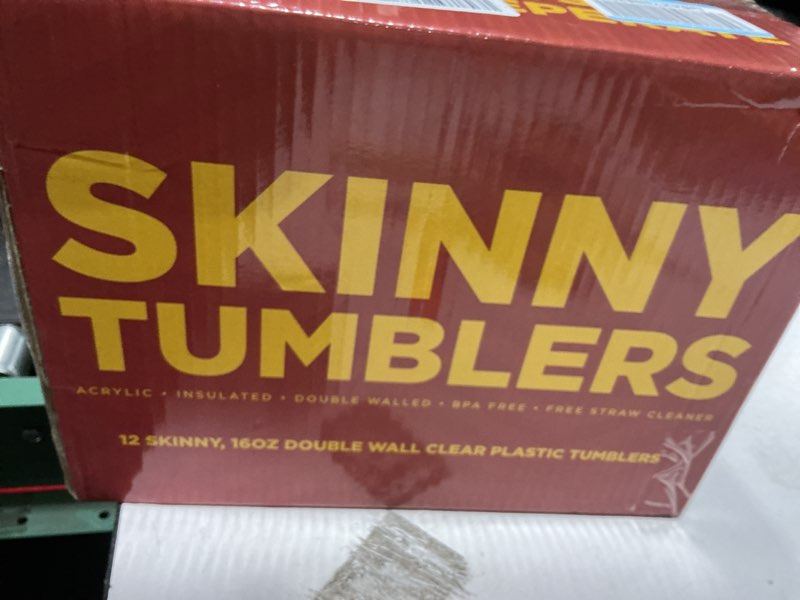 SKINNY
TUMBLERS
ACRYLIC • INSULATED • DOUBLE WALLED • BPA FREE • FREE STRAW CLEANER
12 SKINNY, 16OZ DOUBLE WALL CLEAR PLASTIC TUMBLERS